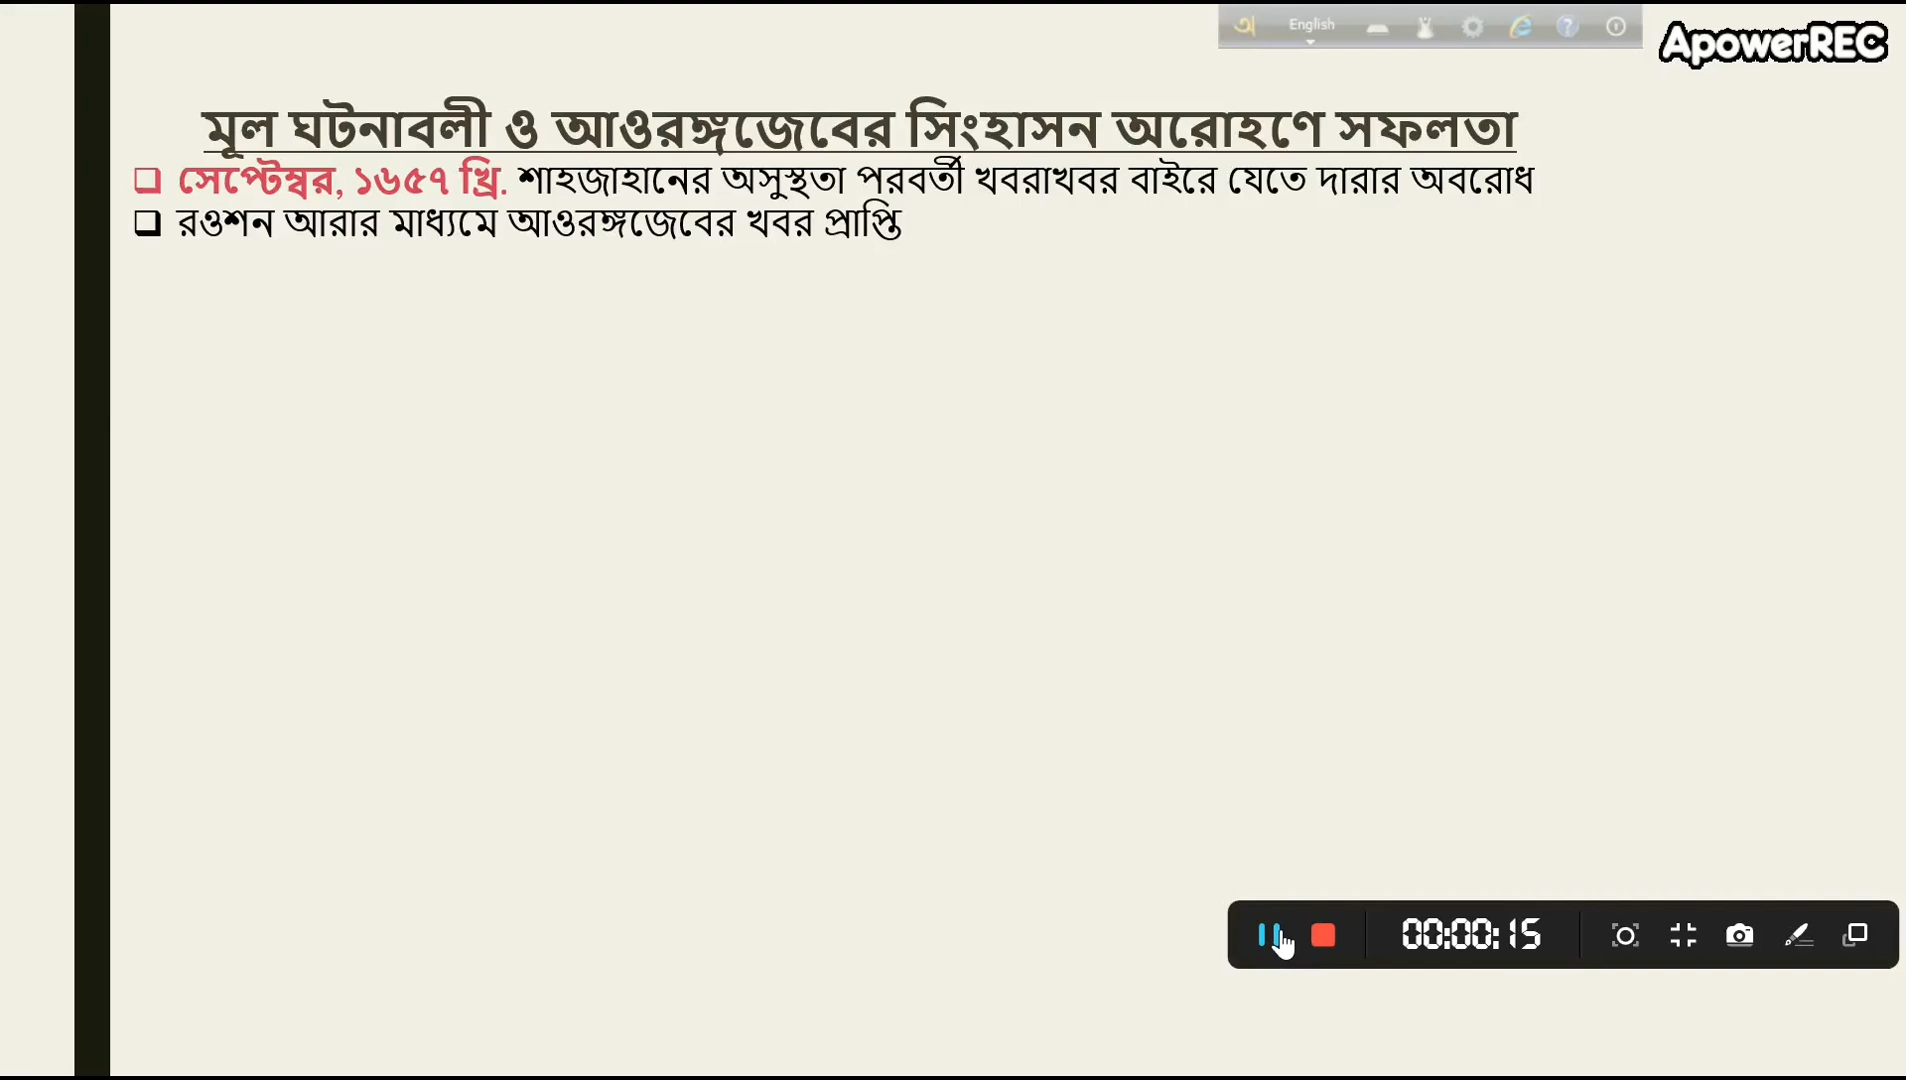 English
ApowerREC
মূল ঘটনাবলী ও আওরঙ্গজেবের সিংহাসন অরোহণে সফলতা
সেপ্টেম্বর, ১৬৫৭ খ্রি. শাহজাহানের অসুস্থতা পরবর্তী খবরাখবর বাইরে যেতে দারার অবরোধ
রওশন আরার মাধ্যমে আওরঙ্গজেবের খবর প্রাপ্তি
00:00:15